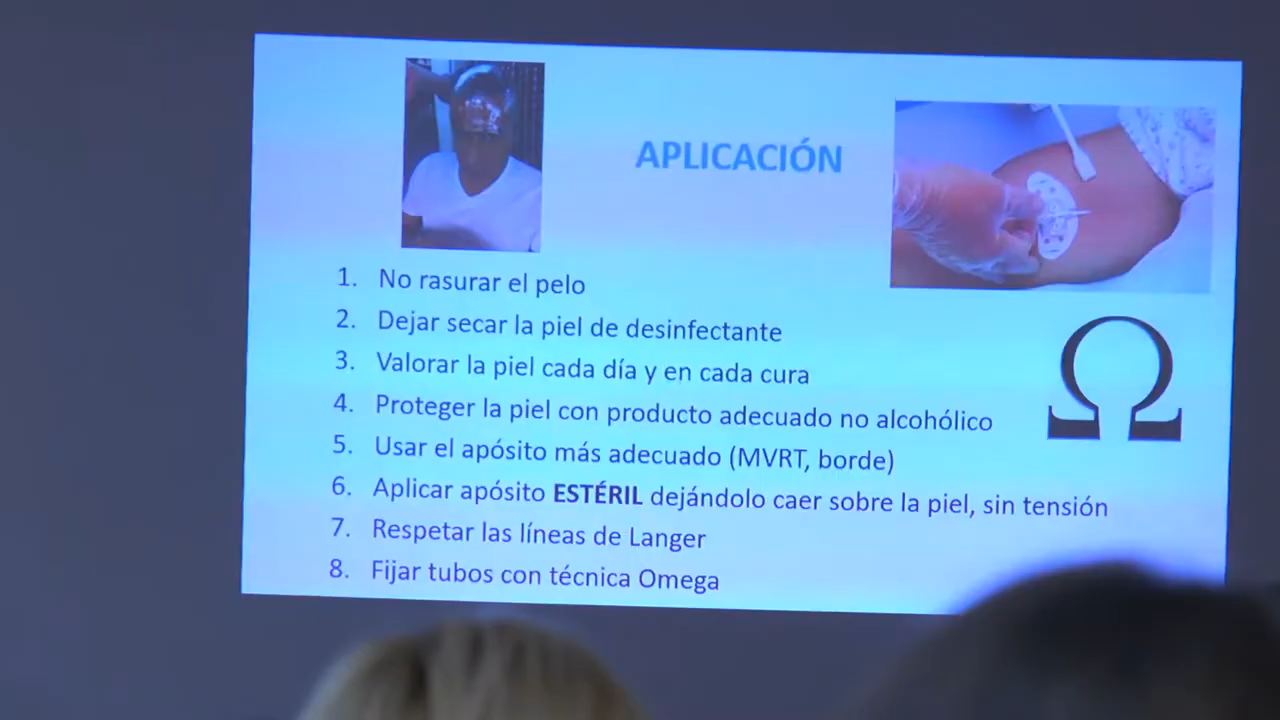 APLICACIÓN
1. No rasurar el pelo
2. Dejar secar la piel de desinfectante
3. Valorar la piel cada día y en cada cura
4. Proteger la piel con producto adecuado no alcohólico
5. Usar el apósito más adecuado (MVRT, borde)
6. Aplicar apósito ESTÉRIL dejándolo caer sobre la piel, sin tensión
7. Respetar las líneas de Langer
8. Fijar tubos con técnica Omega
Ω